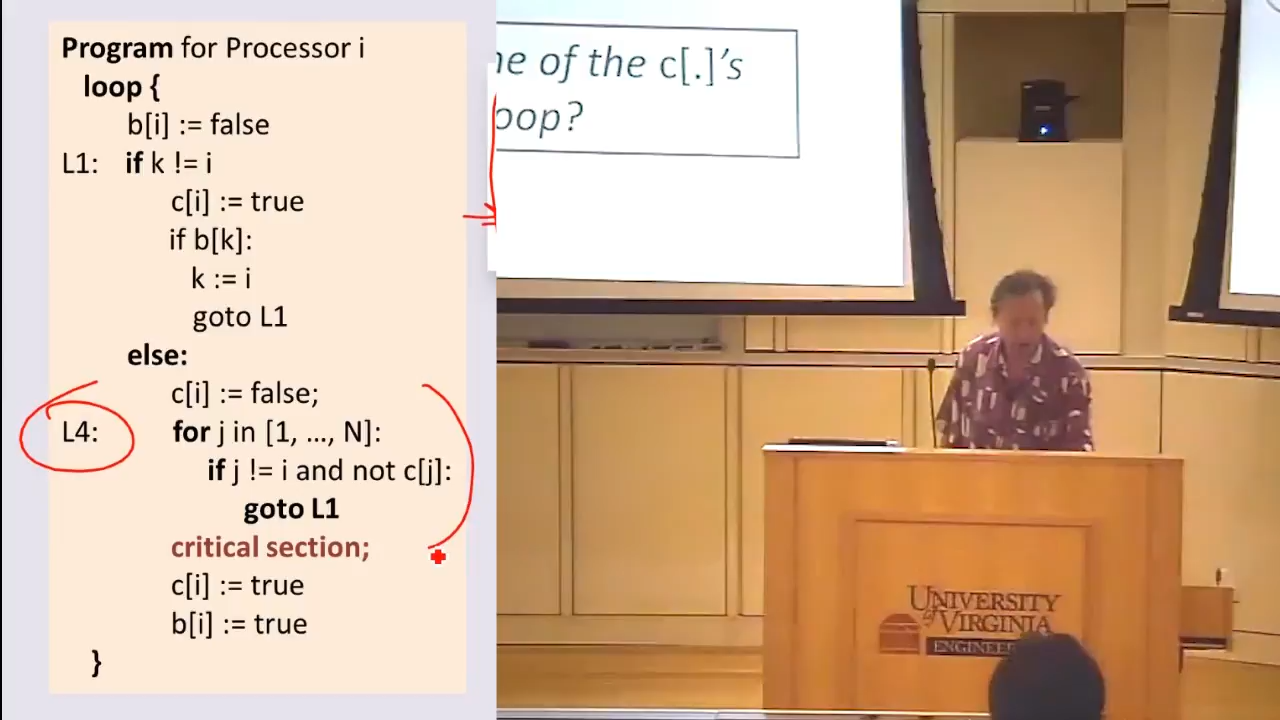 Program for Processor i
loop {
b[i] := false
L1: if k != i
c[i] := true
if b[k]:
k := i
goto L1
else:
c[i] := false;
L4: for j in [1, ..., N]:
if j != i and not c[j]:
goto L1
critical section;
c[i] := true
b[i] := true
}
ne of the c[.]'s
oop?
UNIVERSITY
of VIRGINIA
ENGINEE